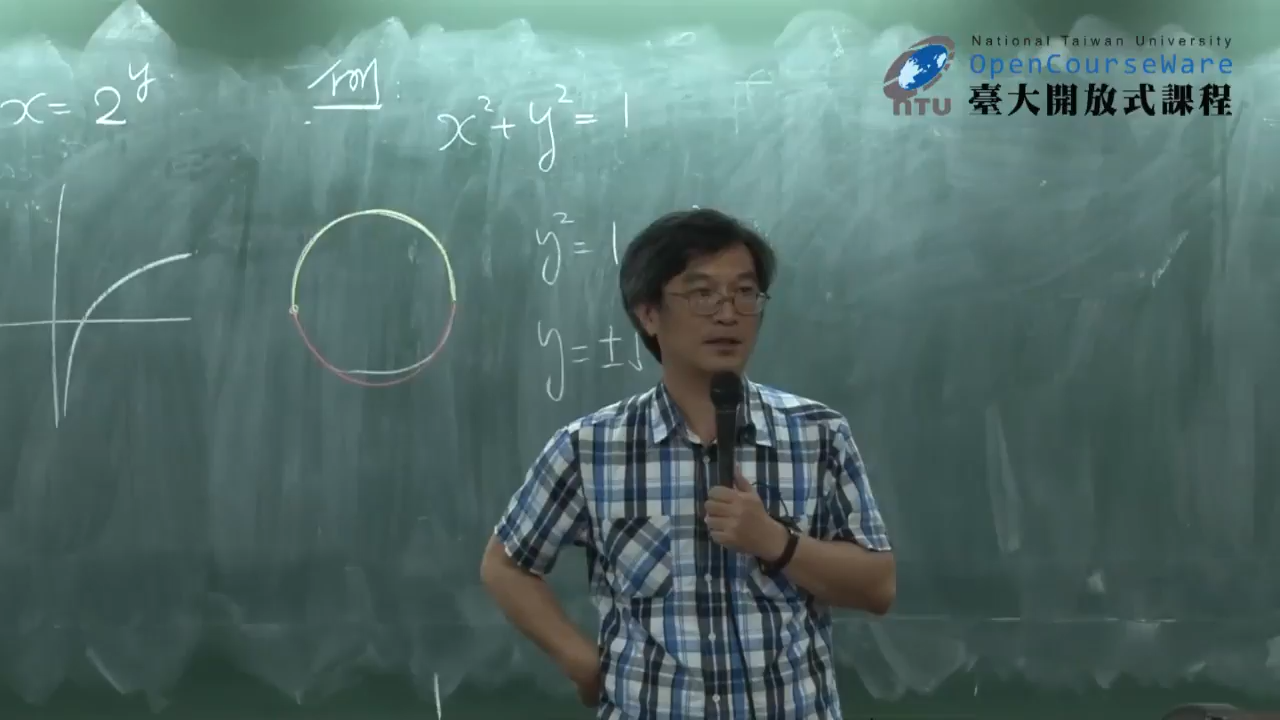 x = 2^y
例:
x² + y² = 1
y² = 1
y = ±√
National Taiwan University
OpenCourseWare
NTU
臺大開放式課程